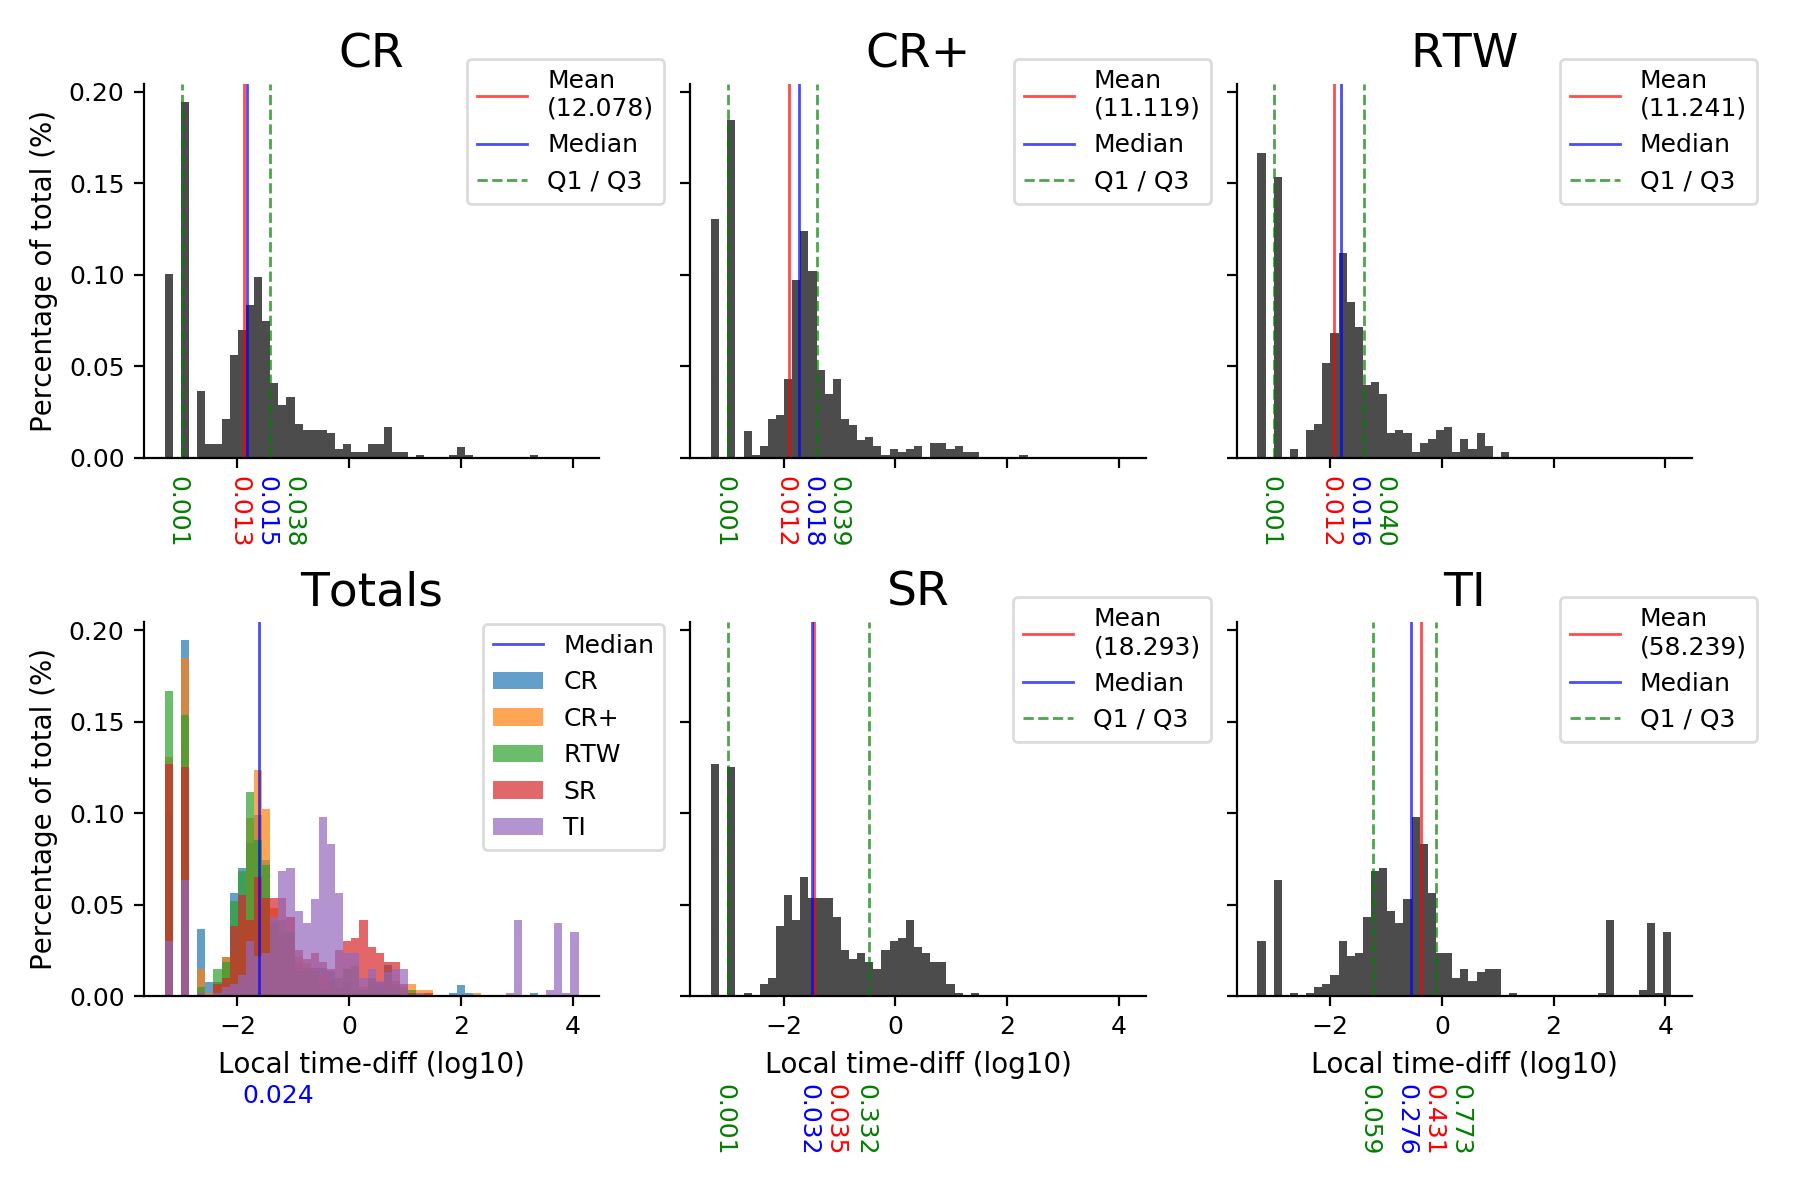 CR
CR+
RTW
Percentage of total (%)
0.20
0.15
0.10
0.05
0.00
Mean
(12.078)
Median
Q1 / Q3
0.001
0.013
0.015
0.038
Mean
(11.119)
Median
Q1 / Q3
0.001
0.012
0.018
0.039
Mean
(11.241)
Median
Q1 / Q3
0.001
0.012
0.016
0.040
Totals
SR
TI
Percentage of total (%)
0.20
0.15
0.10
0.05
0.00
Median
CR
CR+
RTW
SR
TI
−2 0 2 4
Local time-diff (log10)
0.024
Mean
(18.293)
Median
Q1 / Q3
−2 0 2 4
Local time-diff (log10)
0.001
0.032
0.035
0.332
Mean
(58.239)
Median
Q1 / Q3
−2 0 2 4
Local time-diff (log10)
0.059
0.276
0.431
0.773